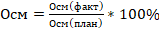 Осм = Осм(факт) / Осм(план) * 100%